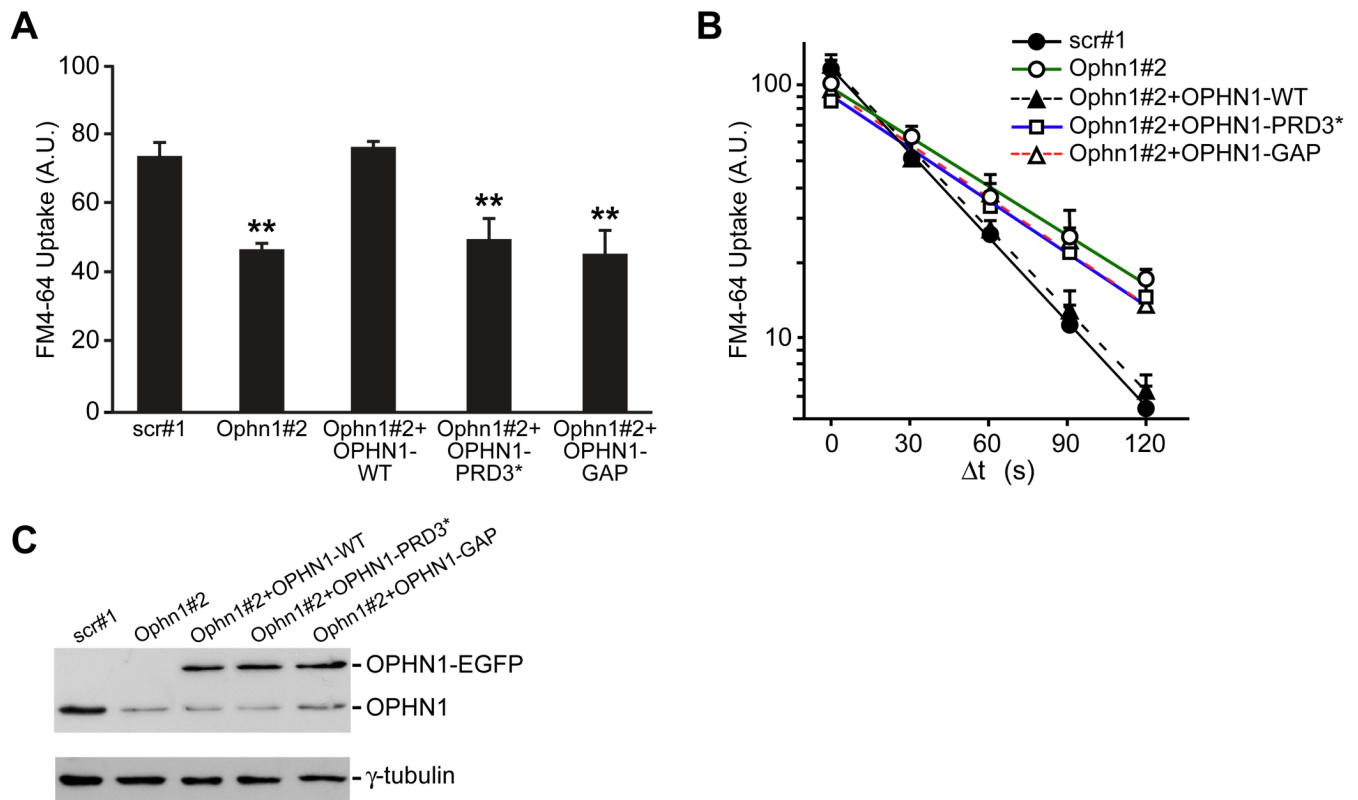 A
FM4-64 Uptake (A.U.)
100
80
60
40
20
0
**
**
**
scr#1
Ophn1#2
Ophn1#2+
OPHN1-
WT
Ophn1#2+
OPHN1-
PRD3*
Ophn1#2+
OPHN1-
GAP
B
FM4-64 Uptake (A.U.)
100
10
0
30
60
90
120
Δt (s)
scr#1
Ophn1#2
Ophn1#2+OPHN1-WT
Ophn1#2+OPHN1-PRD3*
Ophn1#2+OPHN1-GAP
C
scr#1
Ophn1#2
Ophn1#2+OPHN1-WT
Ophn1#2+OPHN1-PRD3*
Ophn1#2+OPHN1-GAP
OPHN1-EGFP
OPHN1
γ-tubulin